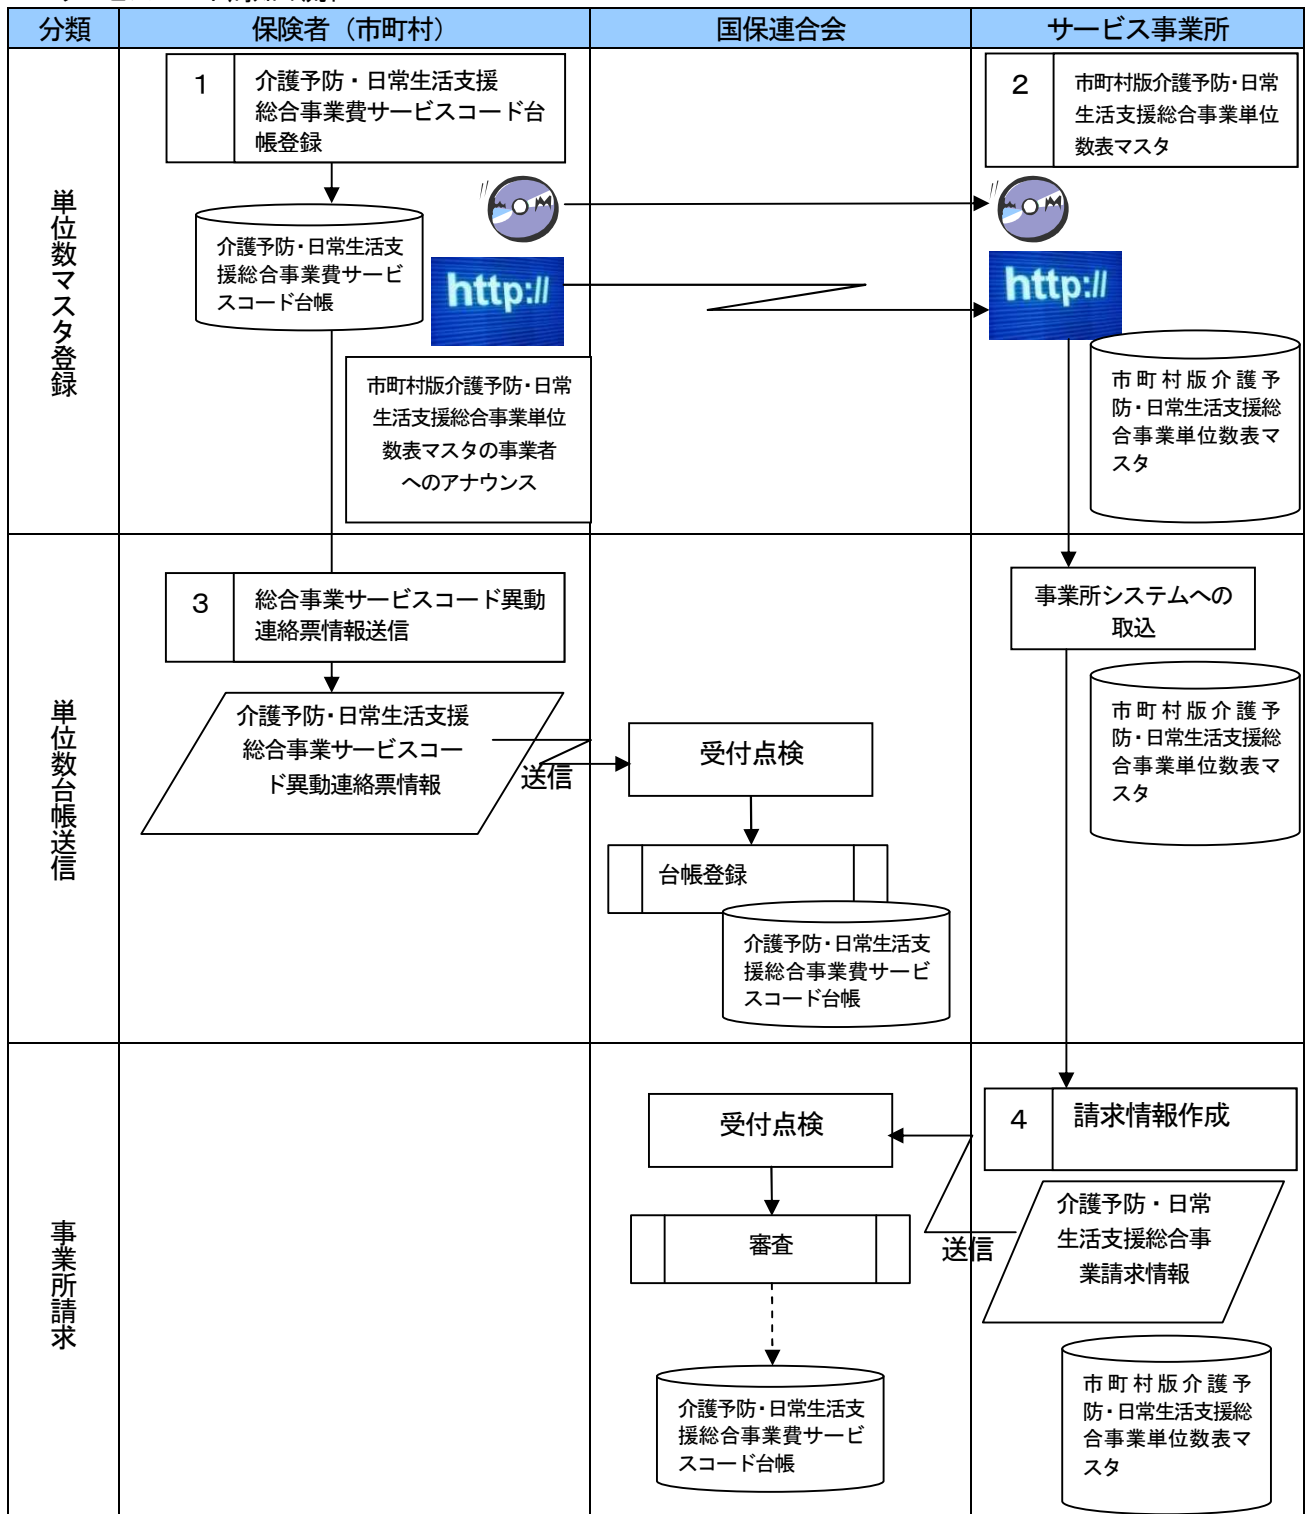 分類
保険者（市町村）
国保連合会
サービス事業所
単位数マスタ登録
1
介護予防・日常生活支援
総合事業費サービスコード台
帳登録
2
市町村版介護予防・日常
生活支援総合事業単位
数表マスタ
介護予防・日常生活支
援総合事業費サービ
スコード台帳
http://
http://
市町村版介護予防・日常
生活支援総合事業単位
数表マスタの事業者
へのアナウンス
市町村版介護予
防・日常生活支援総
合事業単位数表マ
スタ
単位数台帳送信
3
総合事業サービスコード異動
連絡票情報送信
事業所システムへの
取込
介護予防・日常生活支援
総合事業サービスコー
ド異動連絡票情報
送信
受付点検
市町村版介護予
防・日常生活支援総
合事業単位数表マ
スタ
台帳登録
介護予防・日常生活支
援総合事業費サービ
スコード台帳
事業所請求
受付点検
4
請求情報作成
審査
送信
介護予防・日常
生活支援総合事
業請求情報
介護予防・日常生活支
援総合事業費サービ
スコード台帳
市町村版介護予
防・日常生活支援総
合事業単位数表マ
スタ